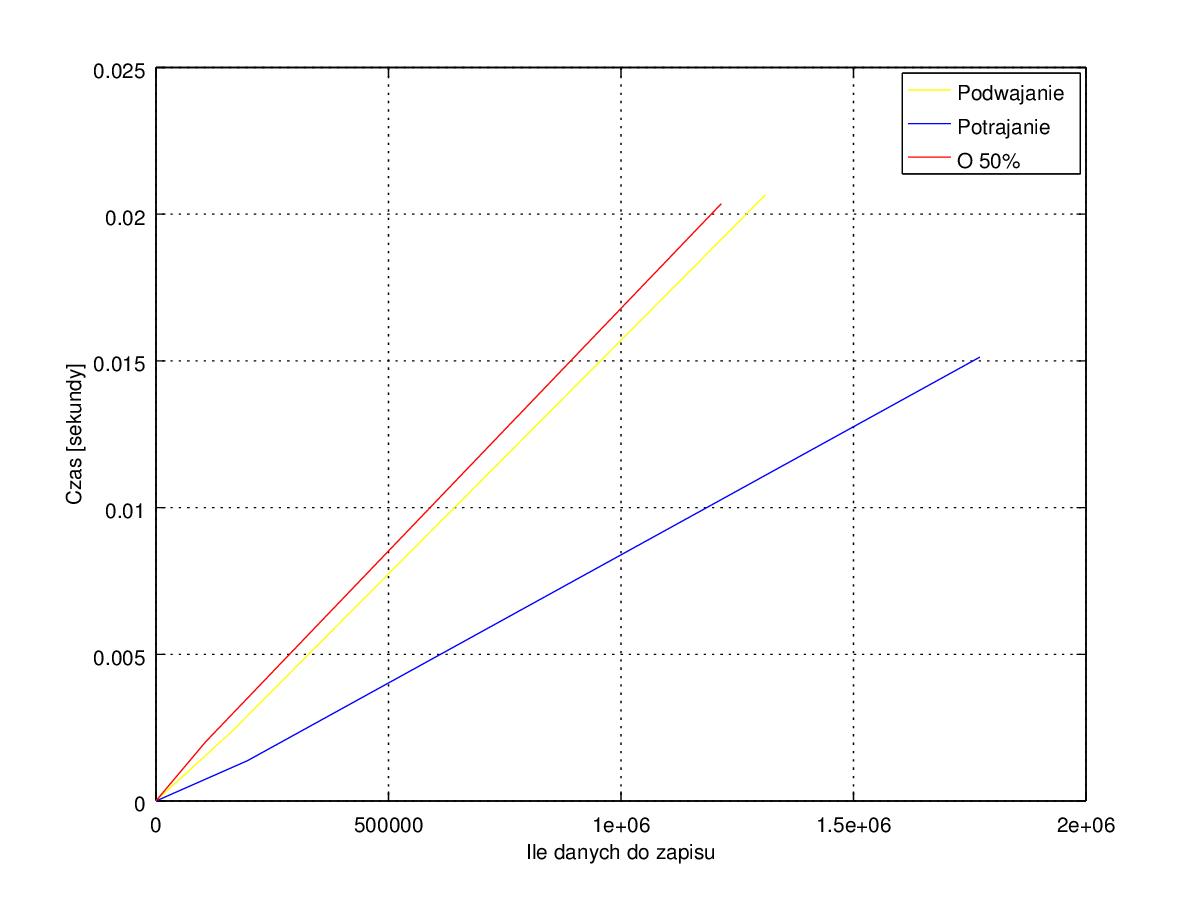 0.025
0.02
0.015
0.01
0.005
0
Czas [sekundy]
0 500000 1e+06 1.5e+06 2e+06
Ile danych do zapisu
Podwajanie
Potrajanie
O 50%